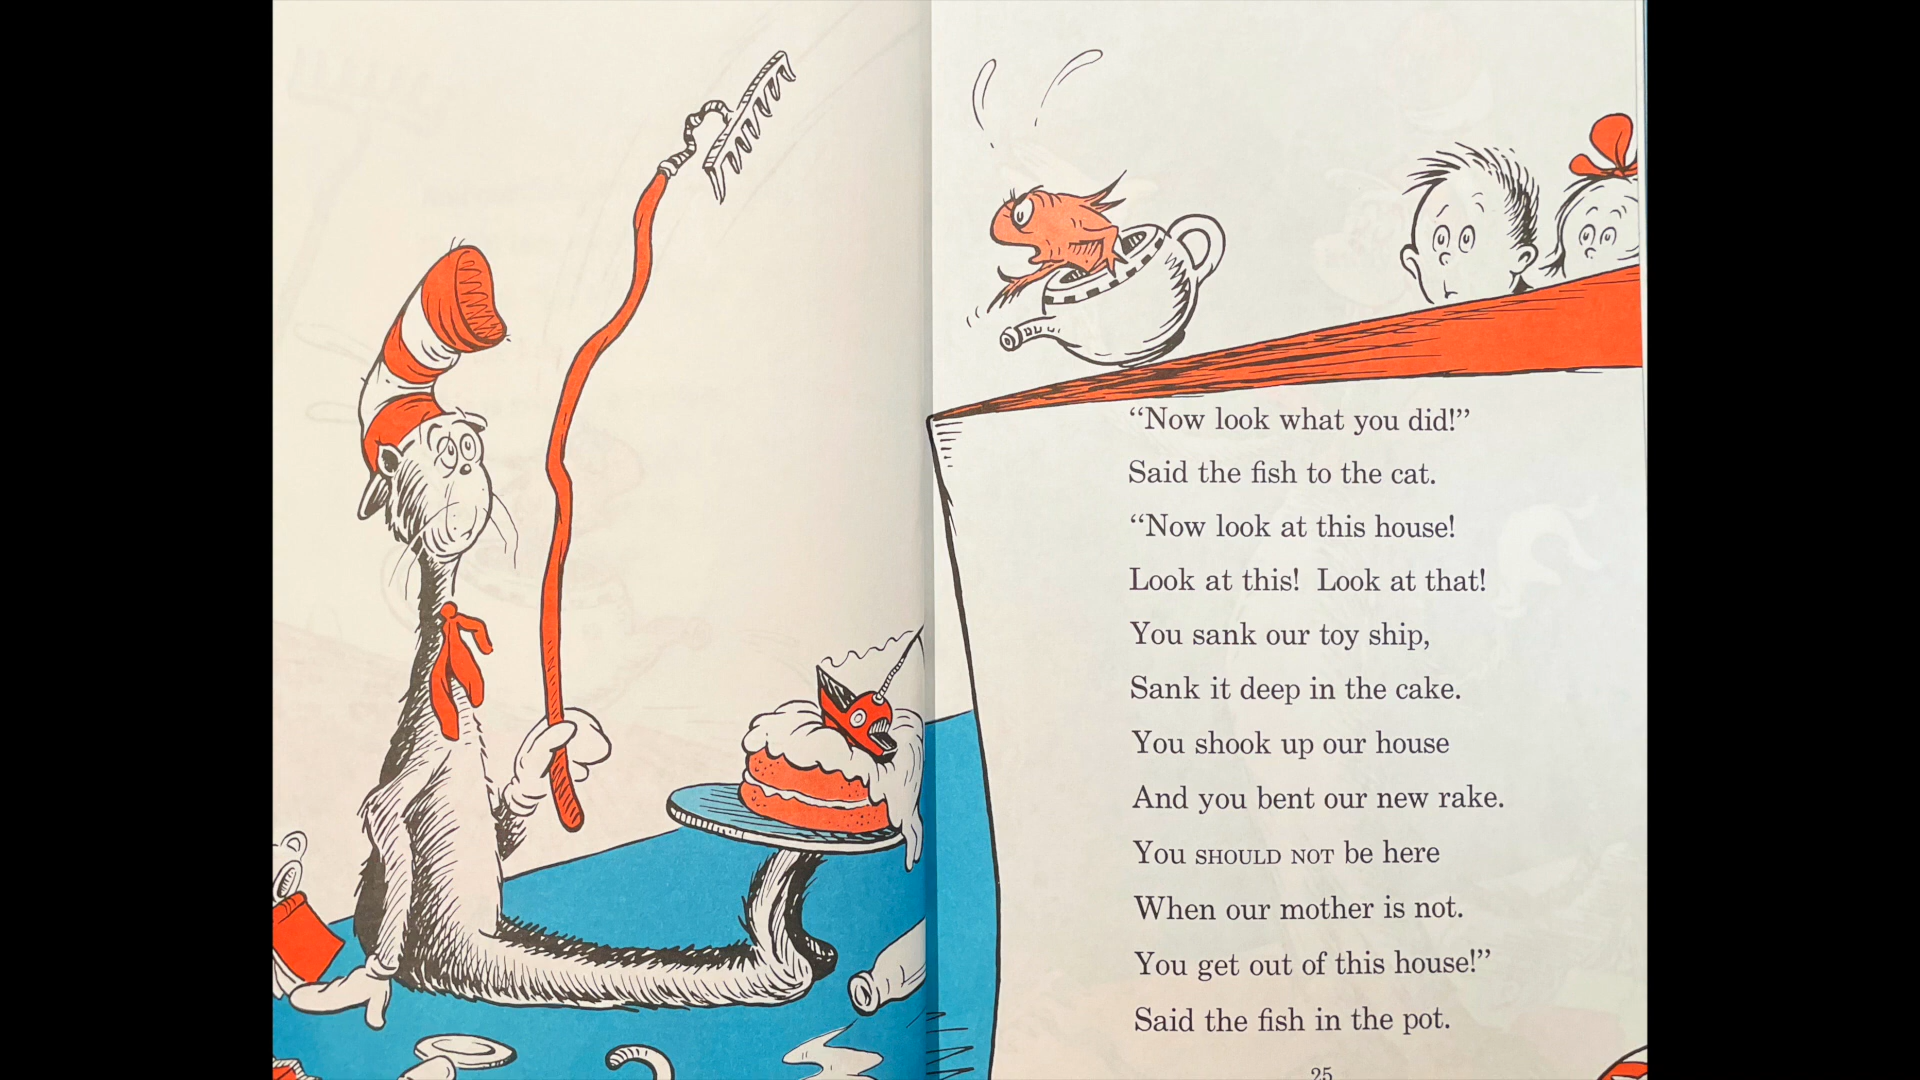 “Now look what you did!”
Said the fish to the cat.
“Now look at this house!
Look at this! Look at that!
You sank our toy ship,
Sank it deep in the cake.
You shook up our house
And you bent our new rake.
You SHOULD NOT be here
When our mother is not.
You get out of this house!”
Said the fish in the pot.
25